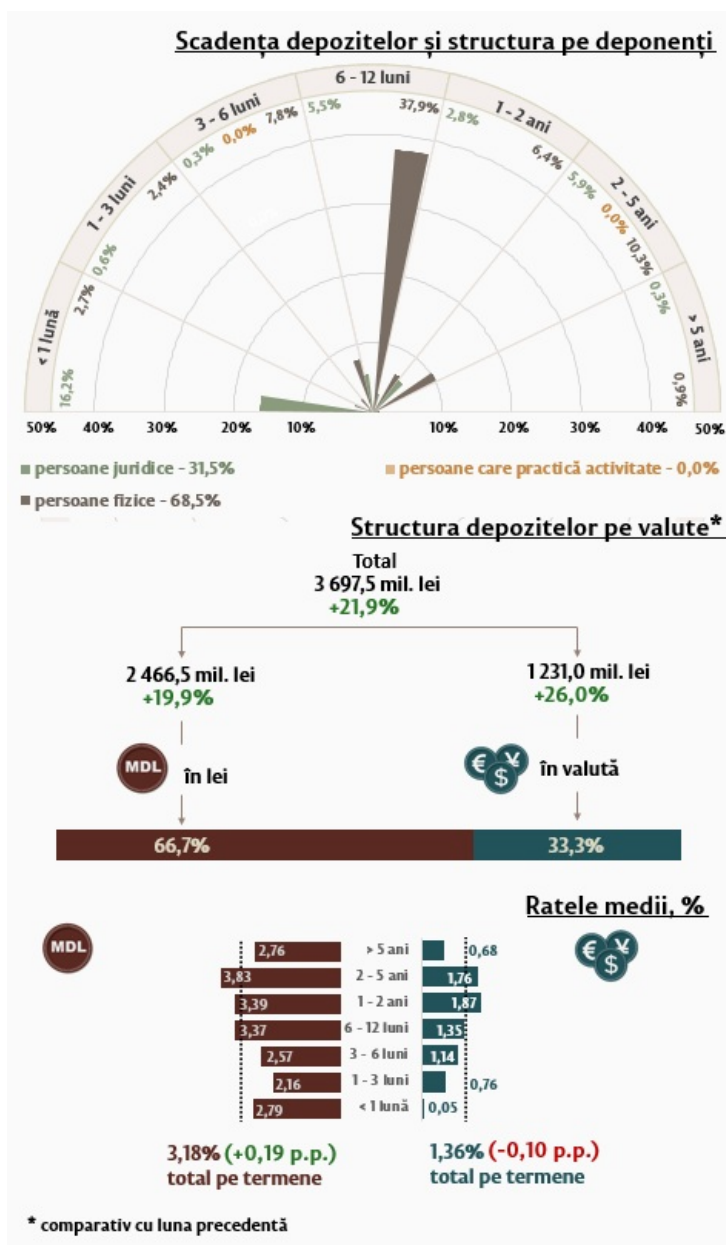 Scadența depozitelor și structura pe deponenți
< 1 lună
1 - 3 luni
3 - 6 luni
6 - 12 luni
1 - 2 ani
2 - 5 ani
> 5 ani
16,2%
2,7%
0,6%
2,4%
0,3%
0,0%
7,8%
5,5%
37,9%
2,8%
6,4%
5,9%
0,0%
10,3%
0,3%
0,9%
50% 40% 30% 20% 10% 10% 20% 30% 40% 50%
persoane juridice - 31,5%
persoane care practică activitate - 0,0%
persoane fizice - 68,5%
Structura depozitelor pe valute*
Total
3 697,5 mil. lei
+21,9%
2 466,5 mil. lei
+19,9%
1 231,0 mil. lei
+26,0%
MDL
în lei
€ ¥ $
în valută
66,7%
33,3%
Ratele medii, %
MDL
€ ¥ $
2,76 > 5 ani 0,68
3,83 2 - 5 ani 1,76
3,39 1 - 2 ani 1,87
3,37 6 - 12 luni 1,35
2,57 3 - 6 luni 1,14
2,16 1 - 3 luni 0,76
2,79 < 1 lună 0,05
3,18% (+0,19 p.p.)
total pe termene
1,36% (-0,10 p.p.)
total pe termene
* comparativ cu luna precedentă